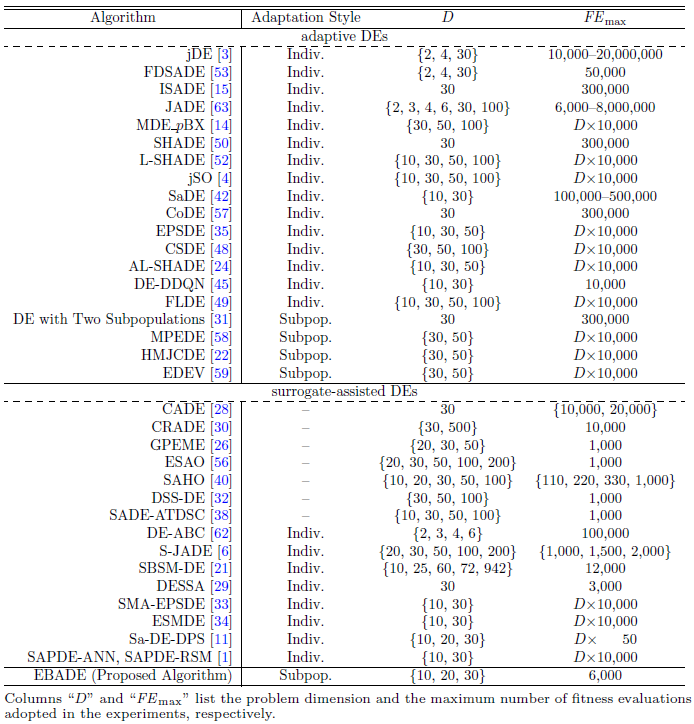 Algorithm Adaptation Style D FEmax
adaptive DEs
jDE [3] Indiv. {2, 4, 30} 10,000–20,000,000
FDSADE [53] Indiv. {2, 4, 30} 50,000
ISADE [15] Indiv. 30 300,000
JADE [63] Indiv. {2, 3, 4, 6, 30, 100} 6,000–8,000,000
MDE_pBX [14] Indiv. {30, 50, 100} D×10,000
SHADE [50] Indiv. 30 300,000
L-SHADE [52] Indiv. {10, 30, 50, 100} D×10,000
jSO [4] Indiv. {10, 30, 50, 100} D×10,000
SaDE [42] Indiv. {10, 30} 100,000–500,000
CoDE [57] Indiv. 30 300,000
EPSDE [35] Indiv. {10, 30, 50} D×10,000
CSDE [48] Indiv. {30, 50, 100} D×10,000
AL-SHADE [24] Indiv. {10, 30, 50} D×10,000
DE-DDQN [45] Indiv. {10, 30} 10,000
FLDE [49] Indiv. {10, 30, 50, 100} D×10,000
DE with Two Subpopulations [31] Subpop. 30 300,000
MPEDE [58] Subpop. {30, 50} D×10,000
HMJCDE [22] Subpop. {30, 50} D×10,000
EDEV [59] Subpop. {30, 50} D×10,000
surrogate-assisted DEs
CADE [28] – 30 {10,000, 20,000}
CRADE [30] – {30, 500} 10,000
GPEME [26] – {20, 30, 50} 1,000
ESAO [56] – {20, 30, 50, 100, 200} 1,000
SAHO [40] – {10, 20, 30, 50, 100} {110, 220, 330, 1,000}
DSS-DE [32] – {30, 50, 100} 1,000
SADE-ATDSC [38] – {10, 30, 50, 100} 1,000
DE-ABC [62] Indiv. {2, 3, 4, 6} 100,000
S-JADE [6] Indiv. {20, 30, 50, 100, 200} {1,000, 1,500, 2,000}
SBSM-DE [21] Indiv. {10, 25, 60, 72, 942} 12,000
DESSA [29] Indiv. 30 3,000
SMA-EPSDE [33] Indiv. {10, 30} D×10,000
ESMDE [34] Indiv. {10, 30} D×10,000
Sa-DE-DPS [11] Indiv. {10, 20, 30} D× 50
SAPDE-ANN, SAPDE-RSM [1] Indiv. {10, 30} D×10,000
EBADE (Proposed Algorithm) Subpop. {10, 20, 30} 6,000
Columns “D” and “FEmax” list the problem dimension and the maximum number of fitness evaluations
adopted in the experiments, respectively.